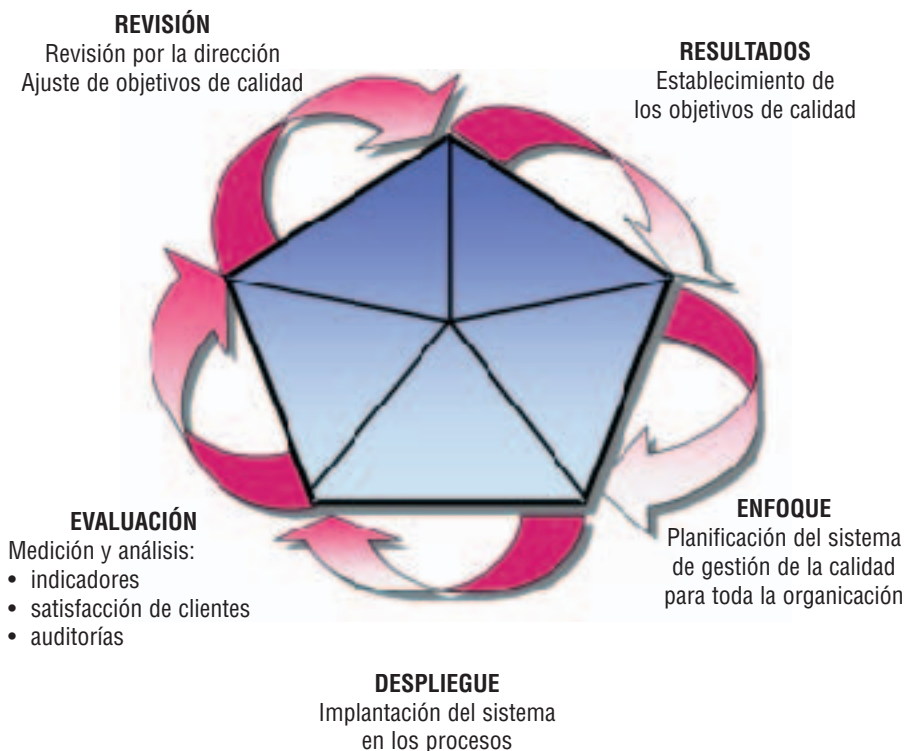 REVISIÓN
Revisión por la dirección
Ajuste de objetivos de calidad
RESULTADOS
Establecimiento de
los objetivos de calidad
ENFOQUE
Planificación del sistema
de gestión de la calidad
para toda la organicación
DESPLIEGUE
Implantación del sistema
en los procesos
EVALUACIÓN
Medición y análisis:
• indicadores
• satisfacción de clientes
• auditorías